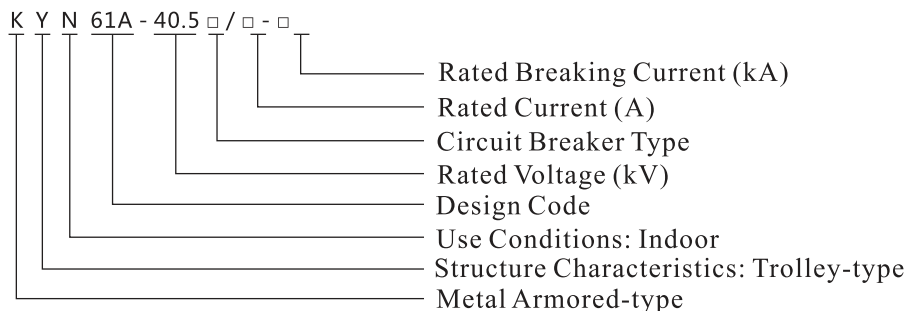 K Y N 61A - 40.5 □ / □ - □
Rated Breaking Current (kA)
Rated Current (A)
Circuit Breaker Type
Rated Voltage (kV)
Design Code
Use Conditions: Indoor
Structure Characteristics: Trolley-type
Metal Armored-type